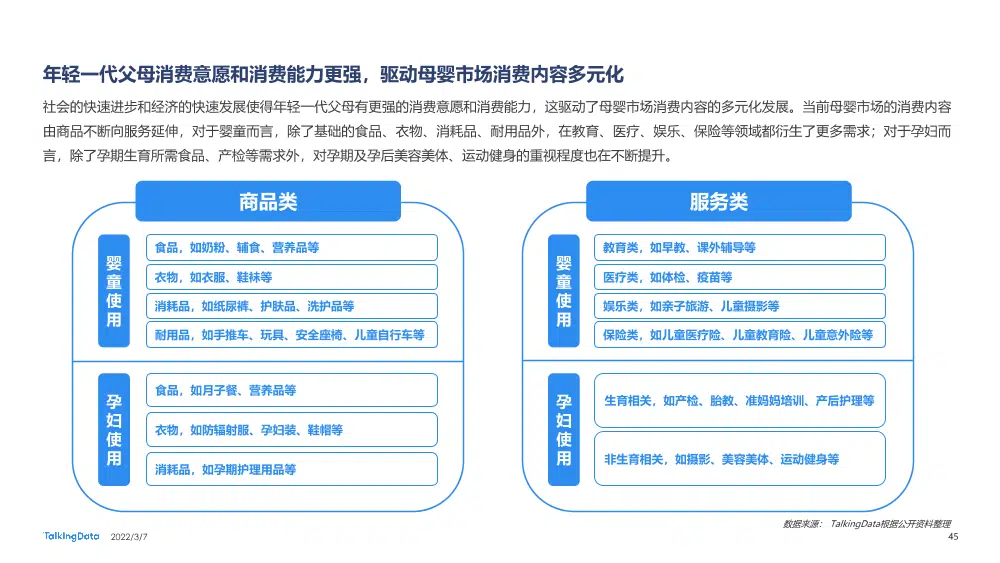 年轻一代父母消费意愿和消费能力更强，驱动母婴市场消费内容多元化
社会的快速进步和经济的快速发展使得年轻一代父母有更强的消费意愿和消费能力，这驱动了母婴市场消费内容的多元化发展。当前母婴市场的消费内容
由商品不断向服务延伸，对于婴童而言，除了基础的食品、衣物、消耗品、耐用品外，在教育、医疗、娱乐、保险等领域都衍生了更多需求；对于孕妇而
言，除了孕期生育所需食品、产检等需求外，对孕期及孕后美容美体、运动健身的重视程度也在不断提升。
商品类
婴童使用
食品，如奶粉、辅食、营养品等
衣物，如衣服、鞋袜等
消耗品，如纸尿裤、护肤品、洗护品等
耐用品，如手推车、玩具、安全座椅、儿童自行车等
孕妇使用
食品，如月子餐、营养品等
衣物，如防辐射服、孕妇装、鞋帽等
消耗品，如孕期护理用品等
服务类
婴童使用
教育类，如早教、课外辅导等
医疗类，如体检、疫苗等
娱乐类，如亲子旅游、儿童摄影等
保险类，如儿童医疗险、儿童教育险、儿童意外险等
孕妇使用
生育相关，如产检、胎教、准妈妈培训、产后护理等
非生育相关，如摄影、美容美体、运动健身等
数据来源： TalkingData根据公开资料整理
TalkingData 2022/3/7
45